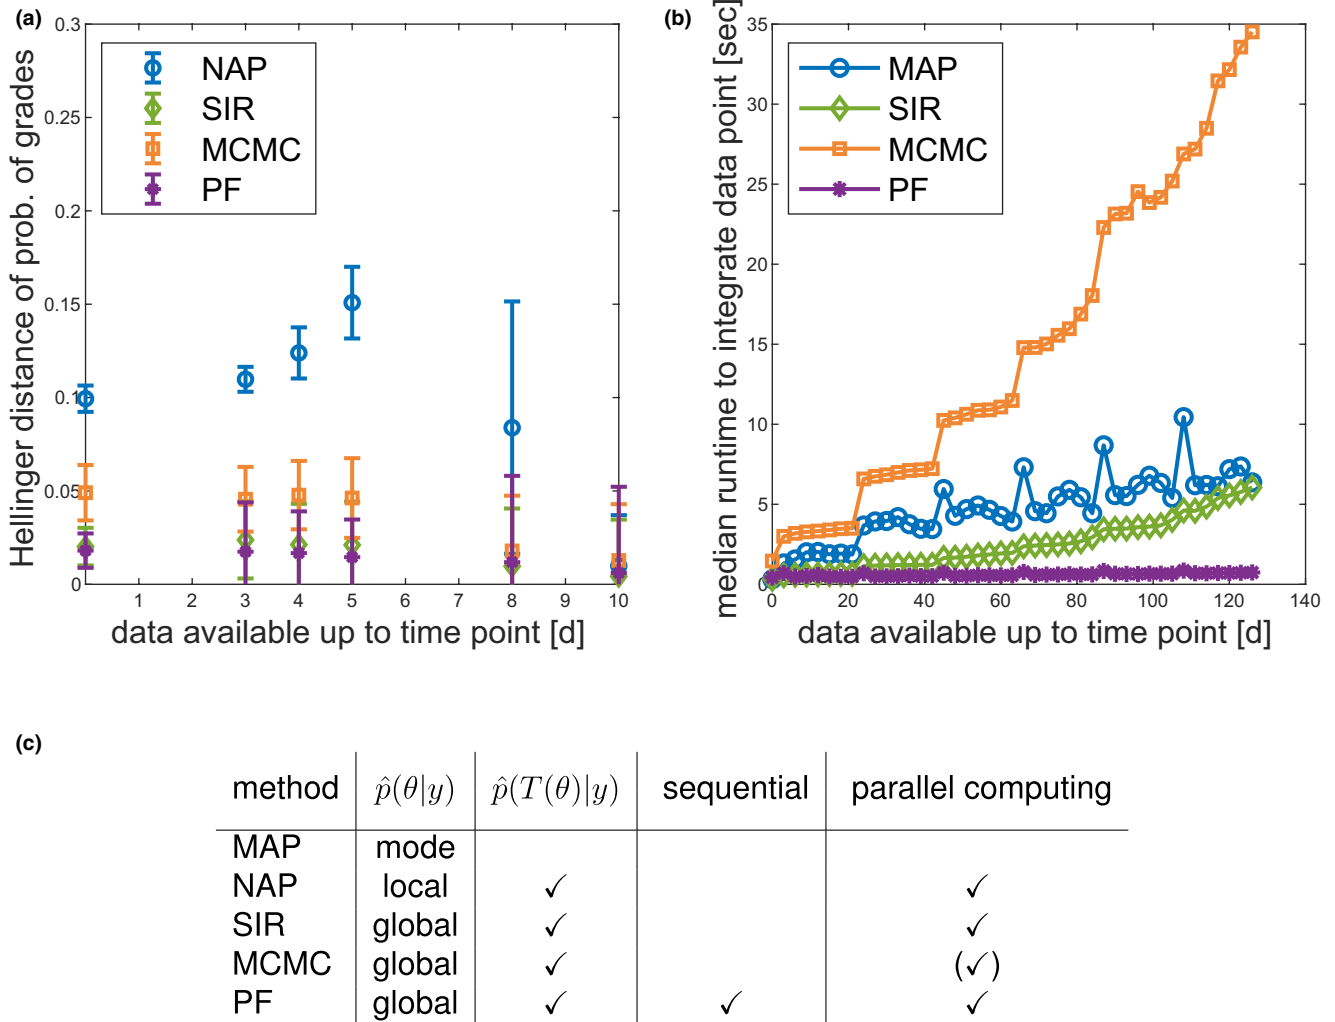 (a)
Hellinger distance of prob. of grades
0.3
0.25
0.2
0.15
0.1
0.05
0
NAP
SIR
MCMC
PF
1 2 3 4 5 6 7 8 9 10
data available up to time point [d]
(b)
median runtime to integrate data point [sec]
35
30
25
20
15
10
5
0
MAP
SIR
MCMC
PF
0 20 40 60 80 100 120 140
data available up to time point [d]
(c)
method p̂(θ|y) p̂(T(θ)|y) sequential parallel computing
MAP mode
NAP local ✓ ✓
SIR global ✓ ✓
MCMC global ✓ (✓)
PF global ✓ ✓ ✓